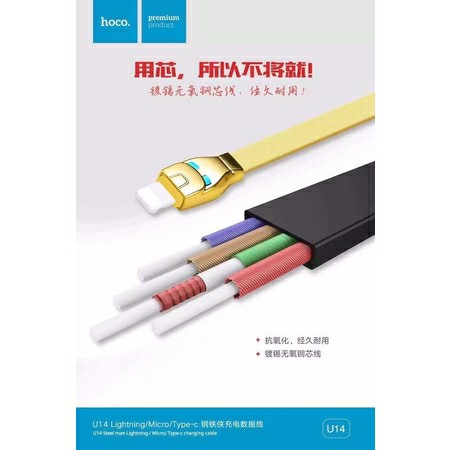 hoco.
premium
product.
用芯，所以不将就!
镀锡无氧铜芯线，经久耐用!
抗氧化，经久耐用
镀锡无氧铜芯线
U14 Lightning/Micro/Type-c 钢铁侠充电数据线
U14 Steel man Lightning / Micro/ Type-c charging cable
U14